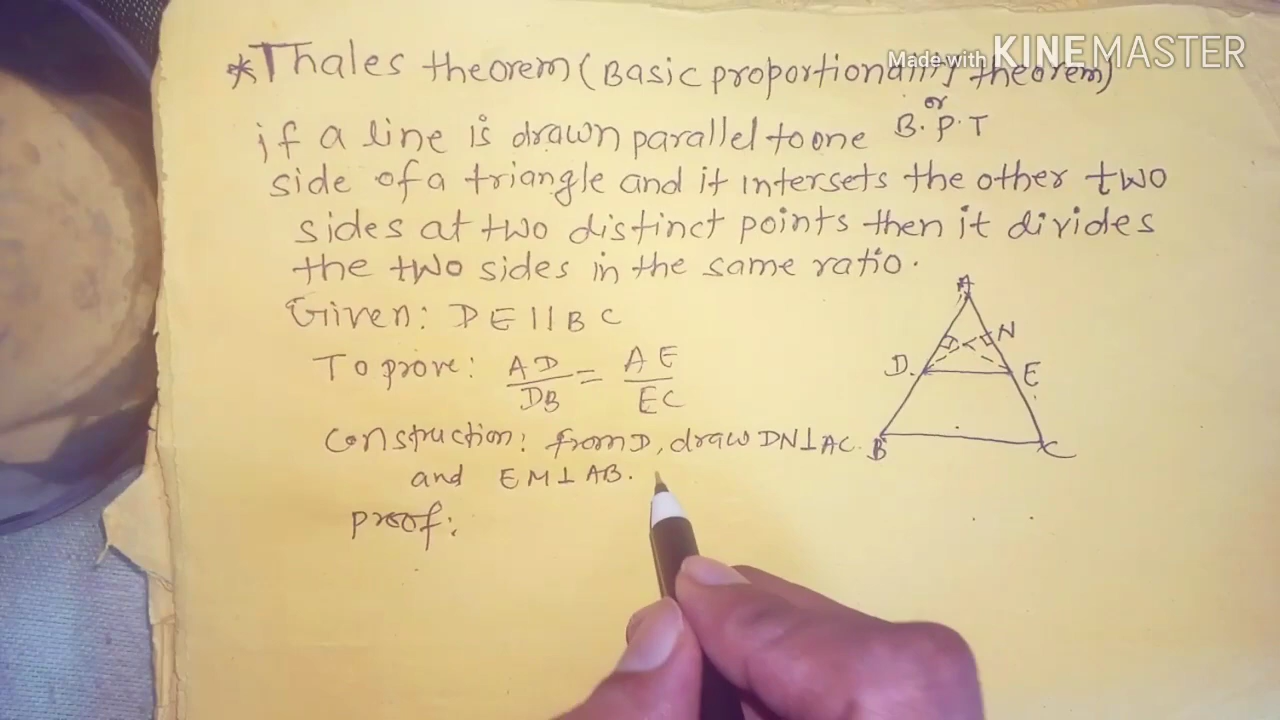 Made with KINEMASTER
*Thales theorem (Basic proportionality theorem)
or
B.P.T
if a line is drawn parallel to one
side of a triangle and it intersets the other two
sides at two distinct points then it divides
the two sides in the same ratio.
Given: DE || BC
To prove: AD/DB = AE/EC
Construction: from D, draw DN⊥AC.
and EM⊥AB.
proof:
A
N
D.
E
B
C